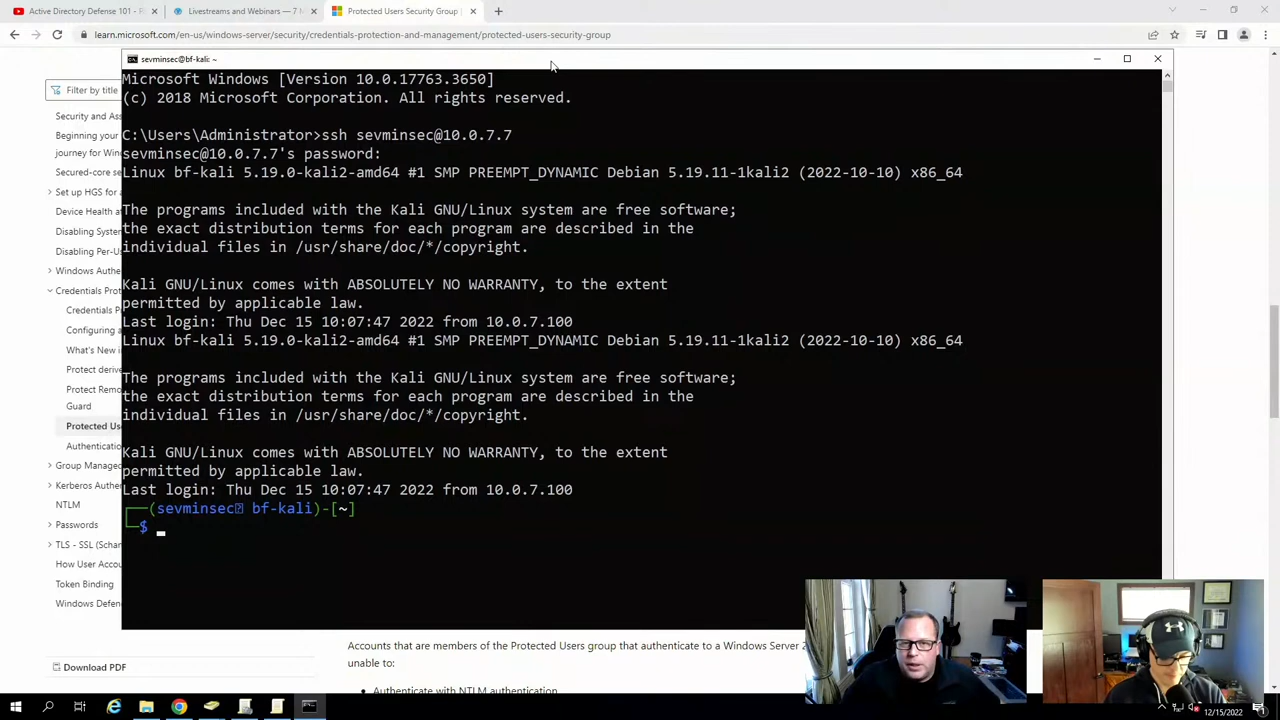 Active Directory Defense 101 -
Livestreams and Webinars — 7 M
Protected Users Security Group |
learn.microsoft.com/en-us/windows-server/security/credentials-protection-and-management/protected-users-security-group
sevminsec@bf-kali: ~
Filter by title
Security and Ass
Beginning your
journey for Win
Secured-core se
Set up HGS for a
Device Health at
Disabling System
Disabling Per-Us
Windows Authe
Credentials Prot
Credentials Pr
Configuring a
What's New in
Protect derive
Protect Remo
Guard
Protected Use
Authentication
Group Managed
Kerberos Authen
NTLM
Passwords
TLS - SSL (Schan
How User Accou
Token Binding
Windows Defen
Download PDF
Microsoft Windows [Version 10.0.17763.3650]
(c) 2018 Microsoft Corporation. All rights reserved.
C:\Users\Administrator>ssh sevminsec@10.0.7.7
sevminsec@10.0.7.7's password:
Linux bf-kali 5.19.0-kali2-amd64 #1 SMP PREEMPT_DYNAMIC Debian 5.19.11-1kali2 (2022-10-10) x86_64
The programs included with the Kali GNU/Linux system are free software;
the exact distribution terms for each program are described in the
individual files in /usr/share/doc/*/copyright.
Kali GNU/Linux comes with ABSOLUTELY NO WARRANTY, to the extent
permitted by applicable law.
Last login: Thu Dec 15 10:07:47 2022 from 10.0.7.100
Linux bf-kali 5.19.0-kali2-amd64 #1 SMP PREEMPT_DYNAMIC Debian 5.19.11-1kali2 (2022-10-10) x86_64
The programs included with the Kali GNU/Linux system are free software;
the exact distribution terms for each program are described in the
individual files in /usr/share/doc/*/copyright.
Kali GNU/Linux comes with ABSOLUTELY NO WARRANTY, to the extent
permitted by applicable law.
Last login: Thu Dec 15 10:07:47 2022 from 10.0.7.100
┌──(sevminsec bf-kali)-[~]
└─$
Accounts that are members of the Protected Users group that authenticate to a Windows Server 2
unable to:
Authenticate with NTLM authentication
12/15/2022